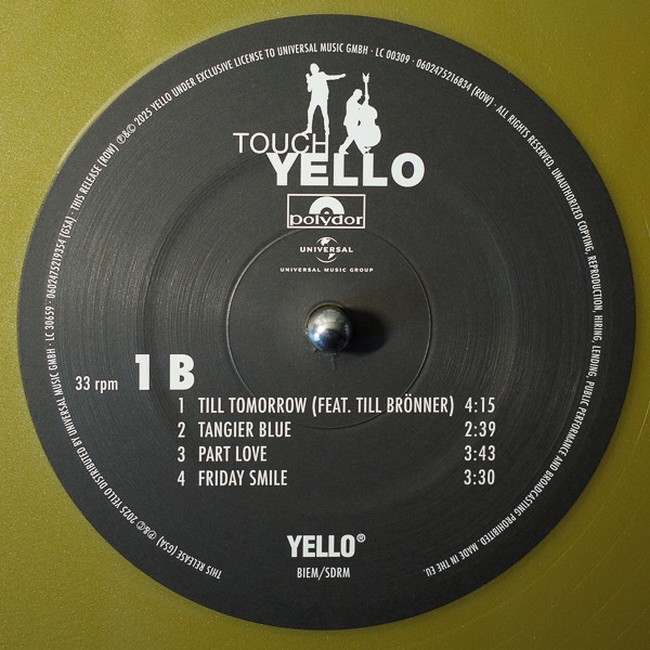 THIS RELEASE (GSA) ℗&© 2025 YELLO DISTRIBUTED BY UNIVERSAL MUSIC GMBH · LC 30659 · 0602475219354 (GSA) · THIS RELEASE (ROW) ℗&© 2025 YELLO UNDER EXCLUSIVE LICENSE TO UNIVERSAL MUSIC GMBH · LC 00309 · 0602475216834 (ROW) · ALL RIGHTS RESERVED. UNAUTHORIZED COPYING, REPRODUCTION, HIRING, LENDING, PUBLIC PERFORMANCE AND BROADCASTING PROHIBITED. MADE IN THE EU.
TOUCH
YELLO
polydor
UNIVERSAL
UNIVERSAL MUSIC GROUP
33 rpm 1 B
1 TILL TOMORROW (FEAT. TILL BRÖNNER) 4:15
2 TANGIER BLUE 2:39
3 PART LOVE 3:43
4 FRIDAY SMILE 3:30
YELLO®
BIEM/SDRM